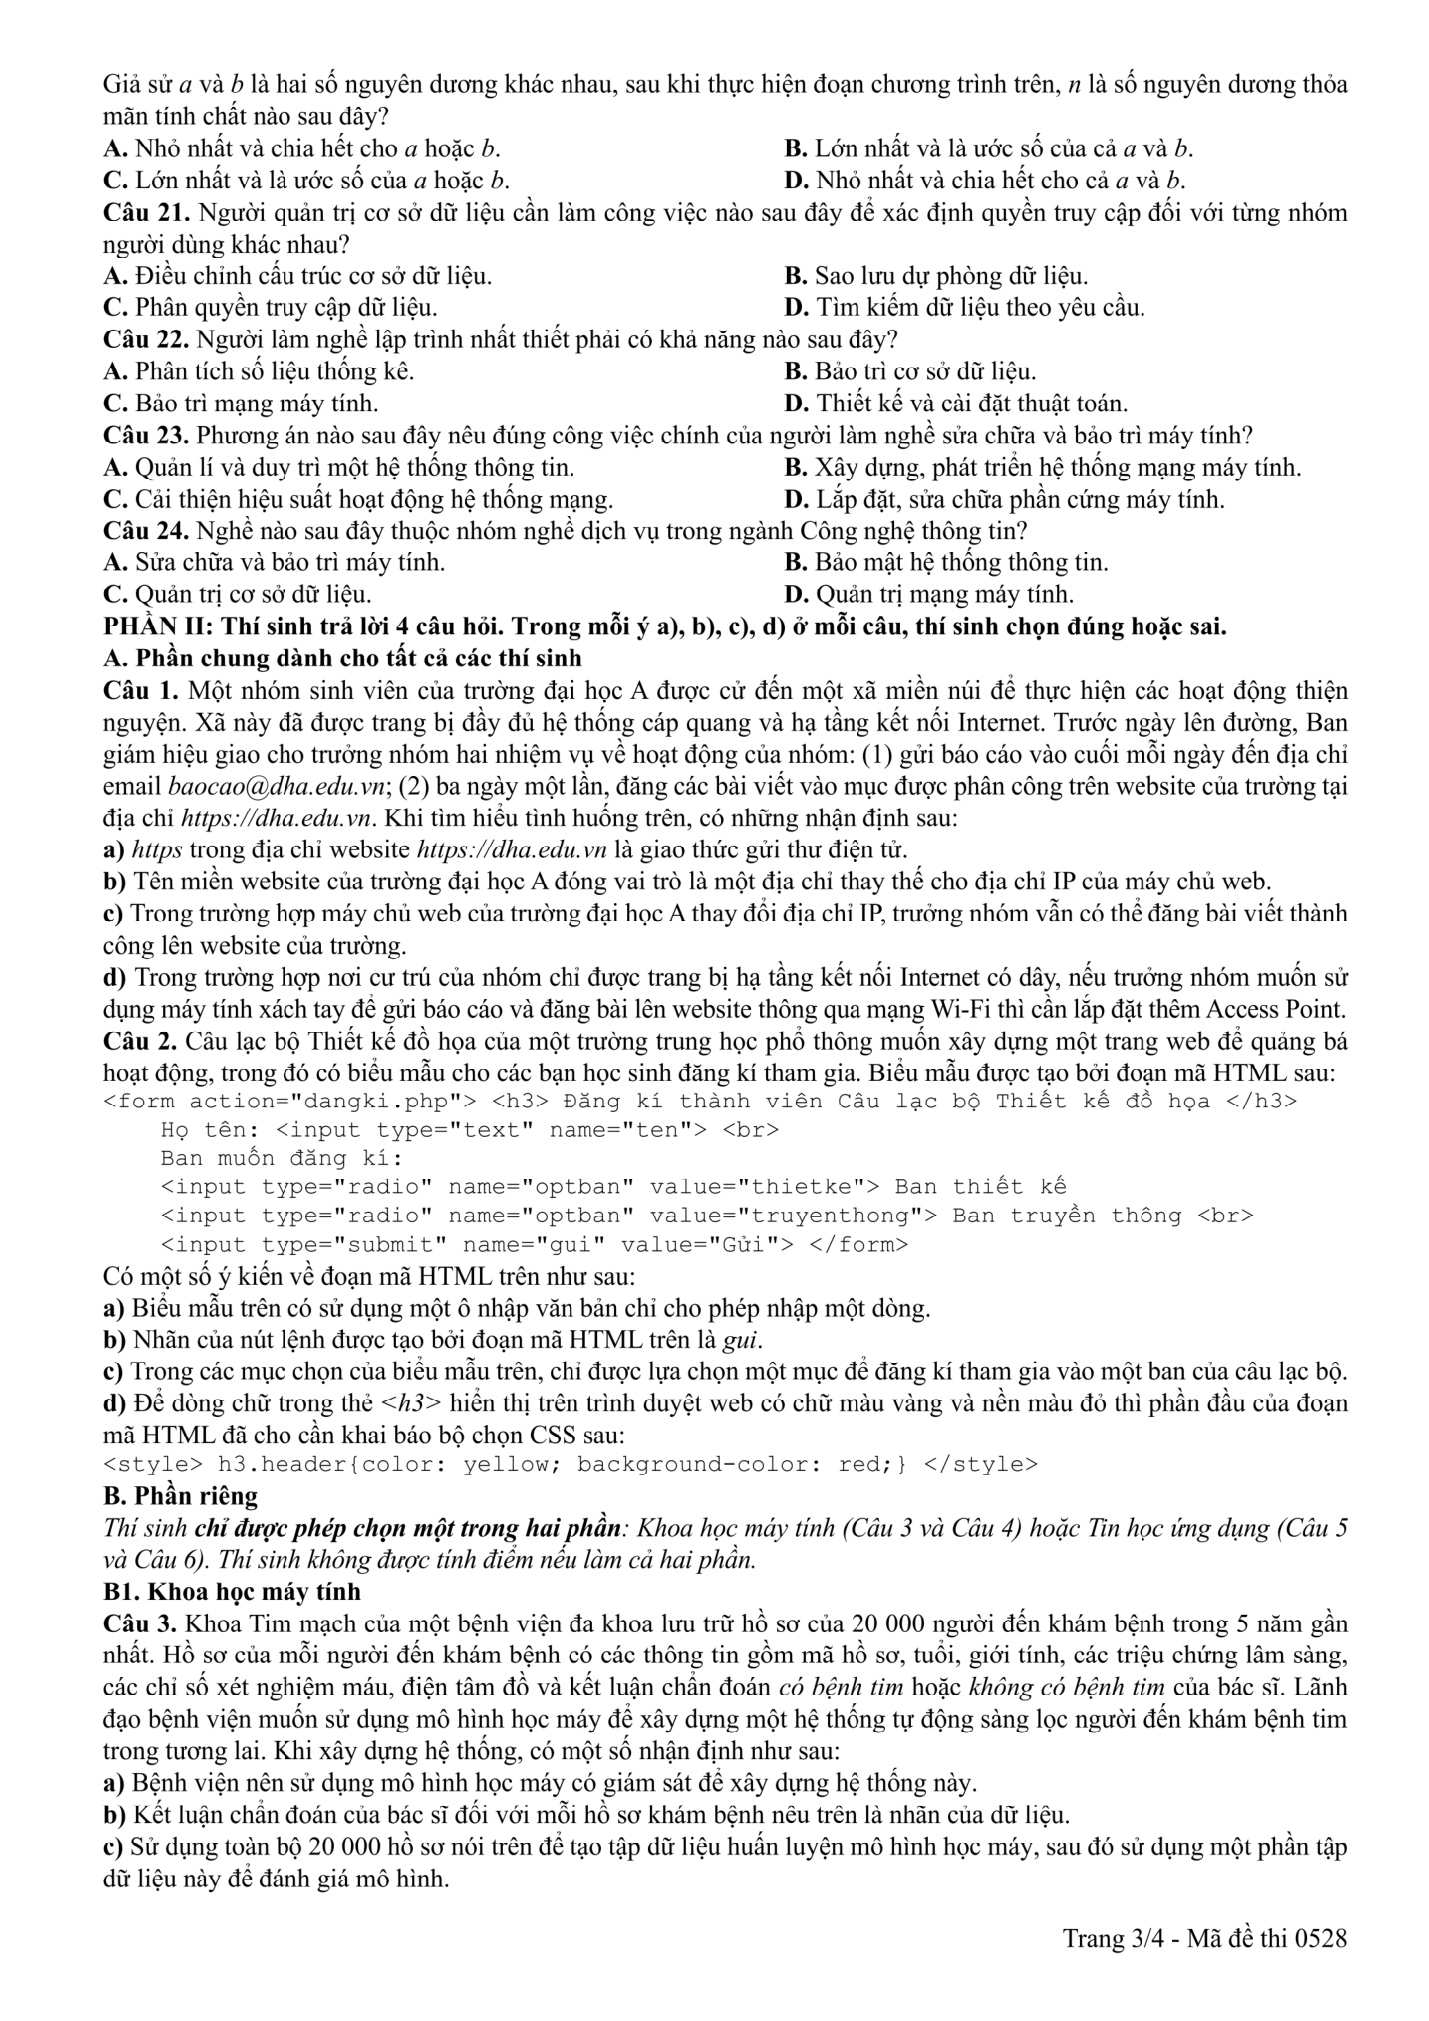 Giả sử a và b là hai số nguyên dương khác nhau, sau khi thực hiện đoạn chương trình trên, n là số nguyên dương thỏa
mãn tính chất nào sau đây?
A. Nhỏ nhất và chia hết cho a hoặc b. B. Lớn nhất và là ước số của cả a và b.
C. Lớn nhất và là ước số của a hoặc b. D. Nhỏ nhất và chia hết cho cả a và b.
Câu 21. Người quản trị cơ sở dữ liệu cần làm công việc nào sau đây để xác định quyền truy cập đối với từng nhóm
người dùng khác nhau?
A. Điều chỉnh cấu trúc cơ sở dữ liệu. B. Sao lưu dự phòng dữ liệu.
C. Phân quyền truy cập dữ liệu. D. Tìm kiếm dữ liệu theo yêu cầu.
Câu 22. Người làm nghề lập trình nhất thiết phải có khả năng nào sau đây?
A. Phân tích số liệu thống kê. B. Bảo trì cơ sở dữ liệu.
C. Bảo trì mạng máy tính. D. Thiết kế và cài đặt thuật toán.
Câu 23. Phương án nào sau đây nêu đúng công việc chính của người làm nghề sửa chữa và bảo trì máy tính?
A. Quản lí và duy trì một hệ thống thông tin. B. Xây dựng, phát triển hệ thống mạng máy tính.
C. Cải thiện hiệu suất hoạt động hệ thống mạng. D. Lắp đặt, sửa chữa phần cứng máy tính.
Câu 24. Nghề nào sau đây thuộc nhóm nghề dịch vụ trong ngành Công nghệ thông tin?
A. Sửa chữa và bảo trì máy tính. B. Bảo mật hệ thống thông tin.
C. Quản trị cơ sở dữ liệu. D. Quản trị mạng máy tính.
PHẦN II: Thí sinh trả lời 4 câu hỏi. Trong mỗi ý a), b), c), d) ở mỗi câu, thí sinh chọn đúng hoặc sai.
A. Phần chung dành cho tất cả các thí sinh
Câu 1. Một nhóm sinh viên của trường đại học A được cử đến một xã miền núi để thực hiện các hoạt động thiện
nguyện. Xã này đã được trang bị đầy đủ hệ thống cáp quang và hạ tầng kết nối Internet. Trước ngày lên đường, Ban
giám hiệu giao cho trưởng nhóm hai nhiệm vụ về hoạt động của nhóm: (1) gửi báo cáo vào cuối mỗi ngày đến địa chỉ
email baocao@dha.edu.vn; (2) ba ngày một lần, đăng các bài viết vào mục được phân công trên website của trường tại
địa chỉ https://dha.edu.vn. Khi tìm hiểu tình huống trên, có những nhận định sau:
a) https trong địa chỉ website https://dha.edu.vn là giao thức gửi thư điện tử.
b) Tên miền website của trường đại học A đóng vai trò là một địa chỉ thay thế cho địa chỉ IP của máy chủ web.
c) Trong trường hợp máy chủ web của trường đại học A thay đổi địa chỉ IP, trưởng nhóm vẫn có thể đăng bài viết thành
công lên website của trường.
d) Trong trường hợp nơi cư trú của nhóm chỉ được trang bị hạ tầng kết nối Internet có dây, nếu trưởng nhóm muốn sử
dụng máy tính xách tay để gửi báo cáo và đăng bài lên website thông qua mạng Wi-Fi thì cần lắp đặt thêm Access Point.
Câu 2. Câu lạc bộ Thiết kế đồ họa của một trường trung học phổ thông muốn xây dựng một trang web để quảng bá
hoạt động, trong đó có biểu mẫu cho các bạn học sinh đăng kí tham gia. Biểu mẫu được tạo bởi đoạn mã HTML sau:
<form action="dangki.php"> <h3> Đăng kí thành viên Câu lạc bộ Thiết kế đồ họa </h3>
Họ tên: <input type="text" name="ten"> <br>
Ban muốn đăng kí:
<input type="radio" name="optban" value="thietke"> Ban thiết kế
<input type="radio" name="optban" value="truyenthong"> Ban truyền thông <br>
<input type="submit" name="gui" value="Gửi"> </form>
Có một số ý kiến về đoạn mã HTML trên như sau:
a) Biểu mẫu trên có sử dụng một ô nhập văn bản chỉ cho phép nhập một dòng.
b) Nhãn của nút lệnh được tạo bởi đoạn mã HTML trên là gui.
c) Trong các mục chọn của biểu mẫu trên, chỉ được lựa chọn một mục để đăng kí tham gia vào một ban của câu lạc bộ.
d) Để dòng chữ trong thẻ <h3> hiển thị trên trình duyệt web có chữ màu vàng và nền màu đỏ thì phần đầu của đoạn
mã HTML đã cho cần khai báo bộ chọn CSS sau:
<style> h3.header{color: yellow; background-color: red;} </style>
B. Phần riêng
Thí sinh chỉ được phép chọn một trong hai phần: Khoa học máy tính (Câu 3 và Câu 4) hoặc Tin học ứng dụng (Câu 5
và Câu 6). Thí sinh không được tính điểm nếu làm cả hai phần.
B1. Khoa học máy tính
Câu 3. Khoa Tim mạch của một bệnh viện đa khoa lưu trữ hồ sơ của 20 000 người đến khám bệnh trong 5 năm gần
nhất. Hồ sơ của mỗi người đến khám bệnh có các thông tin gồm mã hồ sơ, tuổi, giới tính, các triệu chứng lâm sàng,
các chỉ số xét nghiệm máu, điện tâm đồ và kết luận chẩn đoán có bệnh tim hoặc không có bệnh tim của bác sĩ. Lãnh
đạo bệnh viện muốn sử dụng mô hình học máy để xây dựng một hệ thống tự động sàng lọc người đến khám bệnh tim
trong tương lai. Khi xây dựng hệ thống, có một số nhận định như sau:
a) Bệnh viện nên sử dụng mô hình học máy có giám sát để xây dựng hệ thống này.
b) Kết luận chẩn đoán của bác sĩ đối với mỗi hồ sơ khám bệnh nêu trên là nhãn của dữ liệu.
c) Sử dụng toàn bộ 20 000 hồ sơ nói trên để tạo tập dữ liệu huấn luyện mô hình học máy, sau đó sử dụng một phần tập
dữ liệu này để đánh giá mô hình.
Trang 3/4 - Mã đề thi 0528